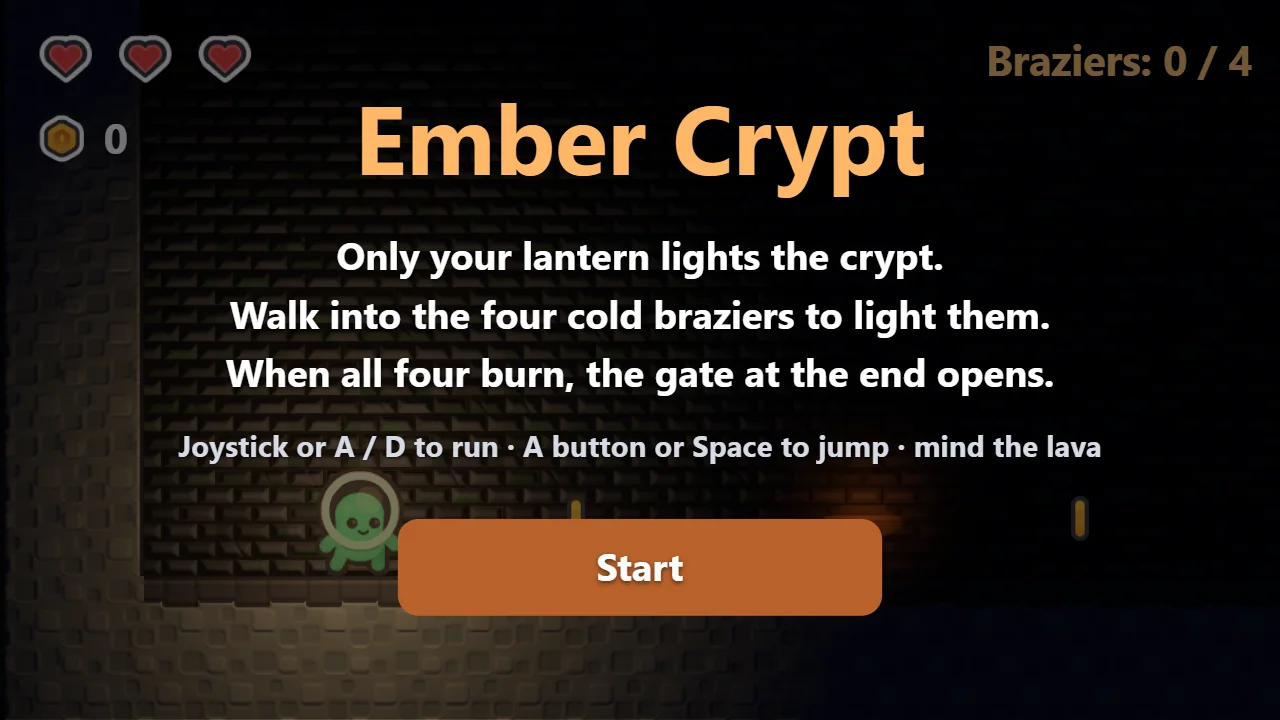 Braziers: 0 / 4
0
Ember Crypt
Only your lantern lights the crypt.
Walk into the four cold braziers to light them.
When all four burn, the gate at the end opens.
Joystick or A / D to run · A button or Space to jump · mind the lava
Start